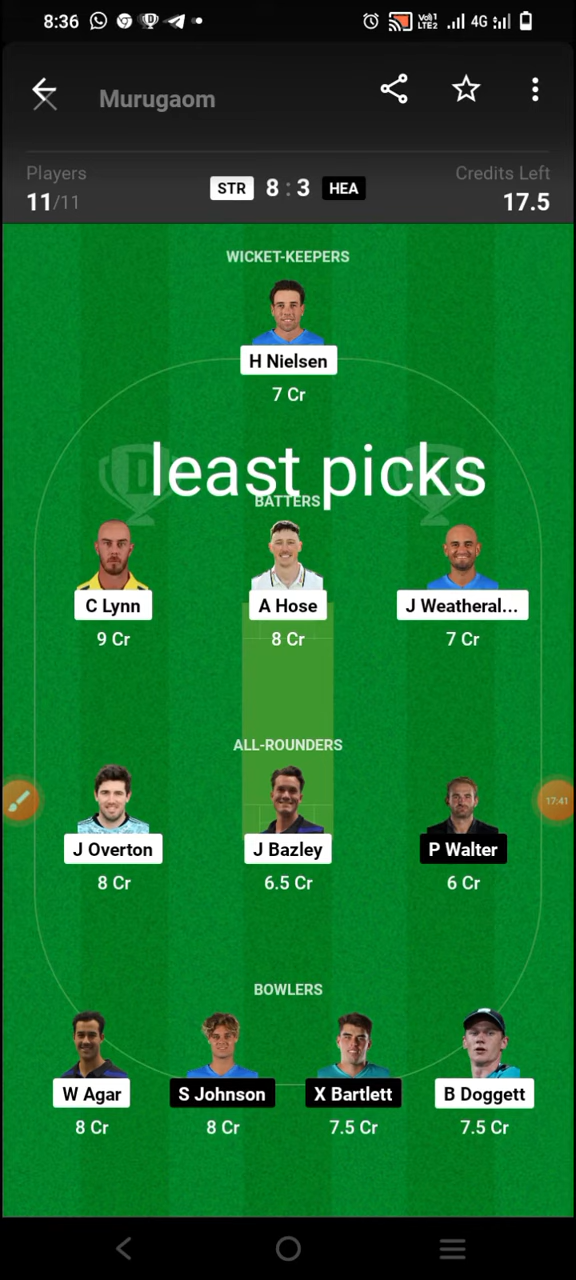 8:36
Vo)) 1
LTE2
4G
Murugaom
Players
11/11
STR 8 : 3 HEA
Credits Left
17.5
WICKET-KEEPERS
H Nielsen
7 Cr
least picks
BATTERS
C Lynn
9 Cr
A Hose
8 Cr
J Weatheral...
7 Cr
ALL-ROUNDERS
J Overton
8 Cr
J Bazley
6.5 Cr
P Walter
6 Cr
17:41
BOWLERS
W Agar
8 Cr
S Johnson
8 Cr
X Bartlett
7.5 Cr
B Doggett
7.5 Cr